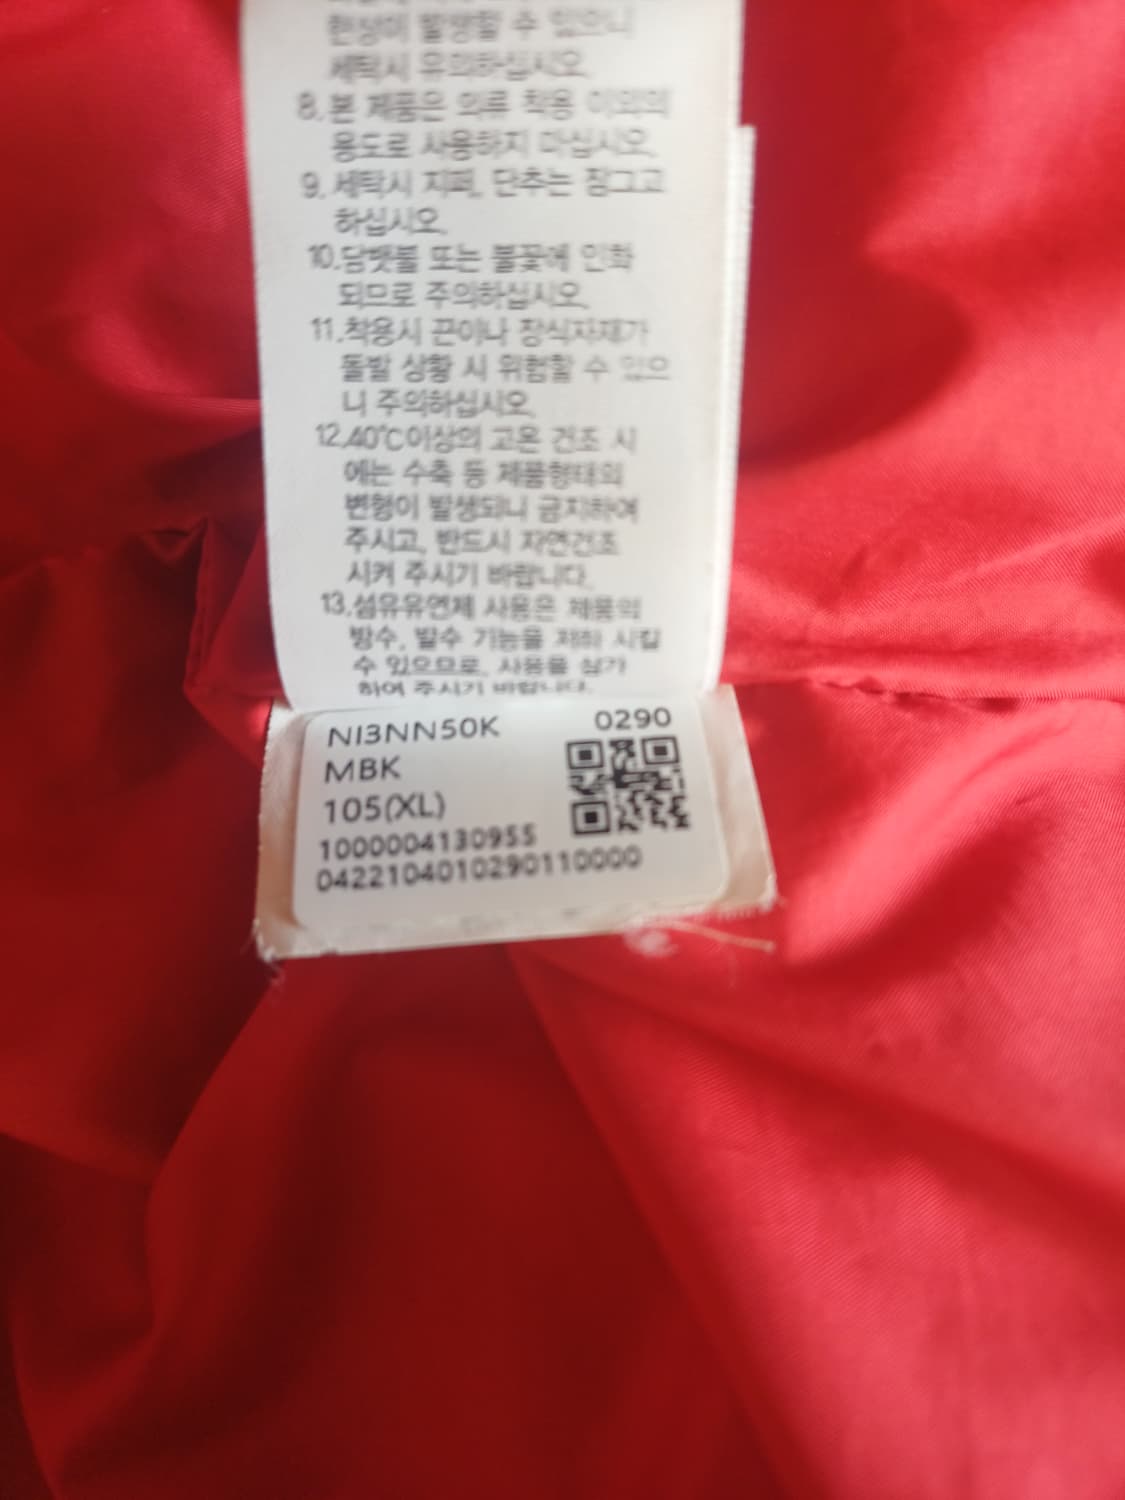 현상이 발생할 수 있으니
세탁시 유의하십시오.
8.본 제품은 의류 착용 이외의
용도로 사용하지 마십시오.
9.세탁시 지퍼, 단추는 잠그고
하십시오.
10.담뱃불 또는 불꽃에 인화
되므로 주의하십시오.
11.착용시 끈이나 장식자재가
돌발 상황 시 위험할 수 있으
니 주의하십시오.
12.40℃이상의 고온 건조 시
에는 수축 등 제품형태의
변형이 발생되니 금지하여
주시고, 반드시 자연건조
시켜 주시기 바랍니다.
13.섬유유연제 사용은 제품의
방수, 발수 기능을 저하 시킬
수 있으므로, 사용을 삼가
하여 주시기 바랍니다.
NI3NN50K 0290
MBK
105(XL)
1000004130955
0422104010290110000